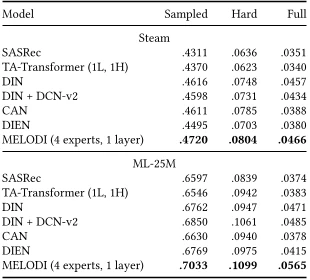 Model Sampled Hard Full
Steam
SASRec .4311 .0636 .0351
TA-Transformer (1L, 1H) .4370 .0623 .0340
DIN .4616 .0748 .0457
DIN + DCN-v2 .4598 .0731 .0434
CAN .4611 .0785 .0388
DIEN .4495 .0703 .0380
MELODI (4 experts, 1 layer) .4720 .0804 .0466
ML-25M
SASRec .6597 .0839 .0374
TA-Transformer (1L, 1H) .6546 .0942 .0383
DIN .6762 .0947 .0471
DIN + DCN-v2 .6850 .1061 .0485
CAN .6630 .0940 .0378
DIEN .6769 .0975 .0415
MELODI (4 experts, 1 layer) .7033 .1099 .0565